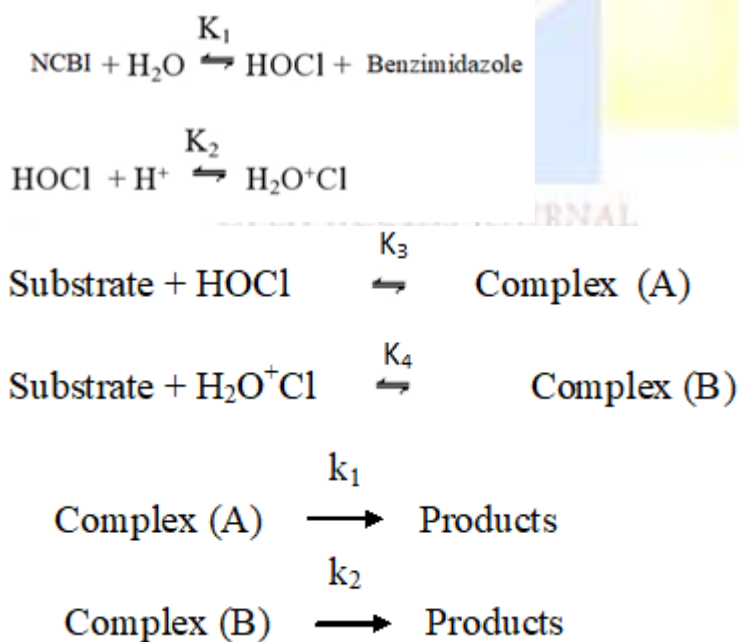 K₁
NCBI + H₂O ⇌ HOCl + Benzimidazole
K₂
HOCl + H⁺ ⇌ H₂O⁺Cl
RNAL
K₃
Substrate + HOCl ⇌ Complex (A)
K₄
Substrate + H₂O⁺Cl ⇌ Complex (B)
k₁
Complex (A) → Products
k₂
Complex (B) → Products